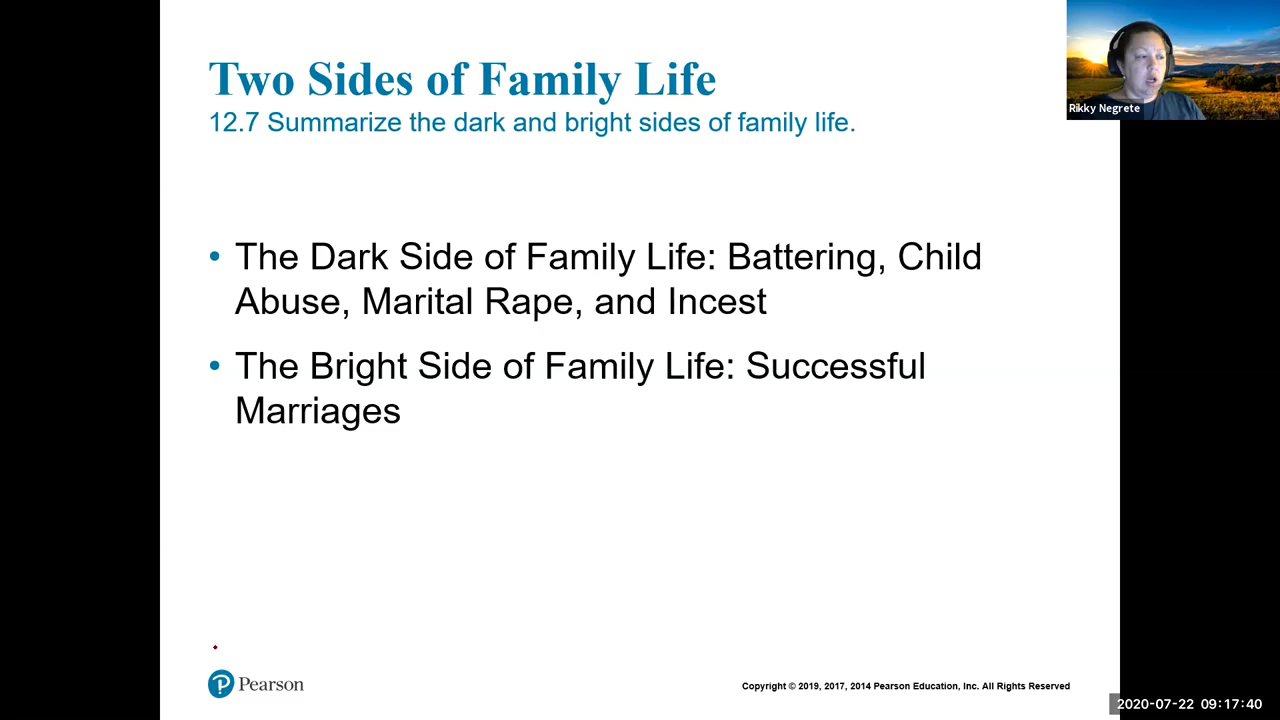 Two Sides of Family Life
12.7 Summarize the dark and bright sides of family life.
Rikky Negrete
• The Dark Side of Family Life: Battering, Child
Abuse, Marital Rape, and Incest
• The Bright Side of Family Life: Successful
Marriages
Pearson
Copyright © 2019, 2017, 2014 Pearson Education, Inc. All Rights Reserved
2020-07-22 09:17:40